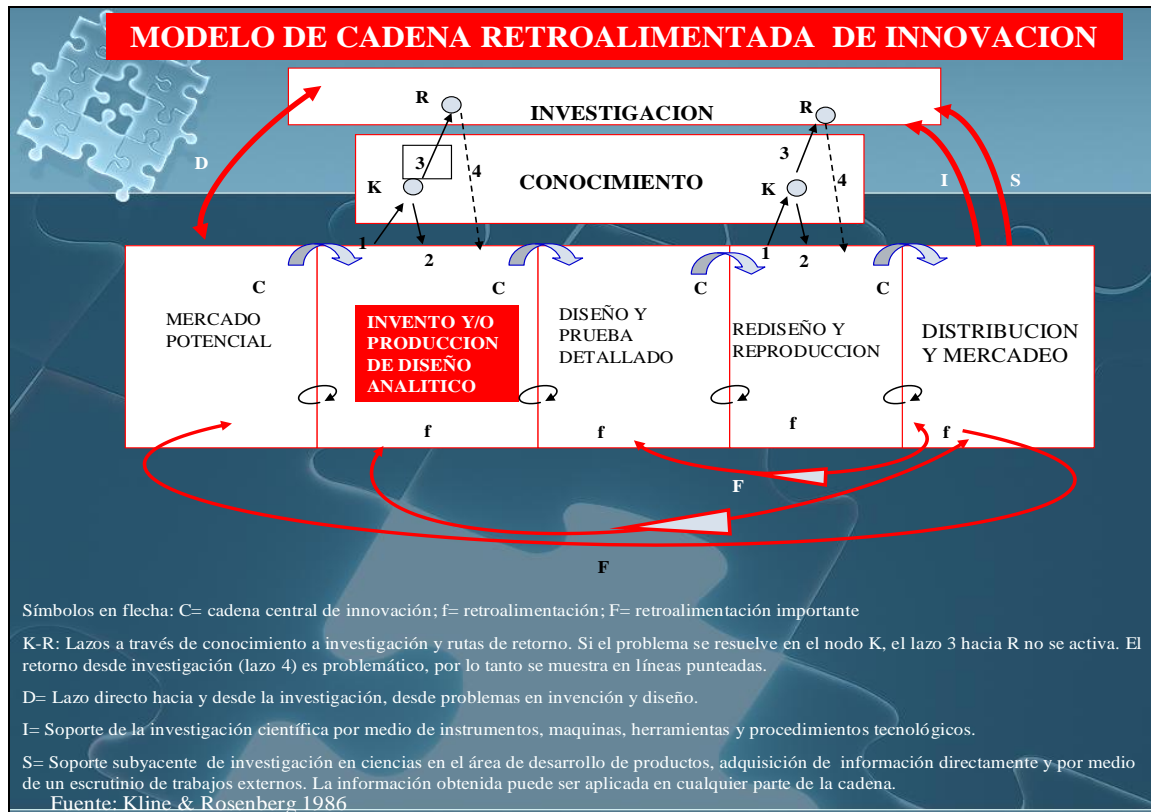 MODELO DE CADENA RETROALIMENTADA DE INNOVACION
R
R
INVESTIGACION
3
4
3
4
D
K
CONOCIMIENTO
K
I
S
1
2
1
2
C
C
C
C
MERCADO
POTENCIAL
INVENTO Y/O
PRODUCCION
DE DISEÑO
ANALITICO
DISEÑO Y
PRUEBA
DETALLADO
REDISEÑO Y
REPRODUCCION
DISTRIBUCION
Y MERCADEO
f
f
f
f
F
F
Símbolos en flecha: C= cadena central de innovación; f= retroalimentación; F= retroalimentación importante
K-R: Lazos a través de conocimiento a investigación y rutas de retorno. Si el problema se resuelve en el nodo K, el lazo 3 hacia R no se activa. El
retorno desde investigación (lazo 4) es problemático, por lo tanto se muestra en líneas punteadas.
D= Lazo directo hacia y desde la investigación, desde problemas en invención y diseño.
I= Soporte de la investigación científica por medio de instrumentos, maquinas, herramientas y procedimientos tecnológicos.
S= Soporte subyacente de investigación en ciencias en el área de desarrollo de productos, adquisición de información directamente y por medio
de un escrutinio de trabajos externos. La información obtenida puede ser aplicada en cualquier parte de la cadena.
Fuente: Kline & Rosenberg 1986